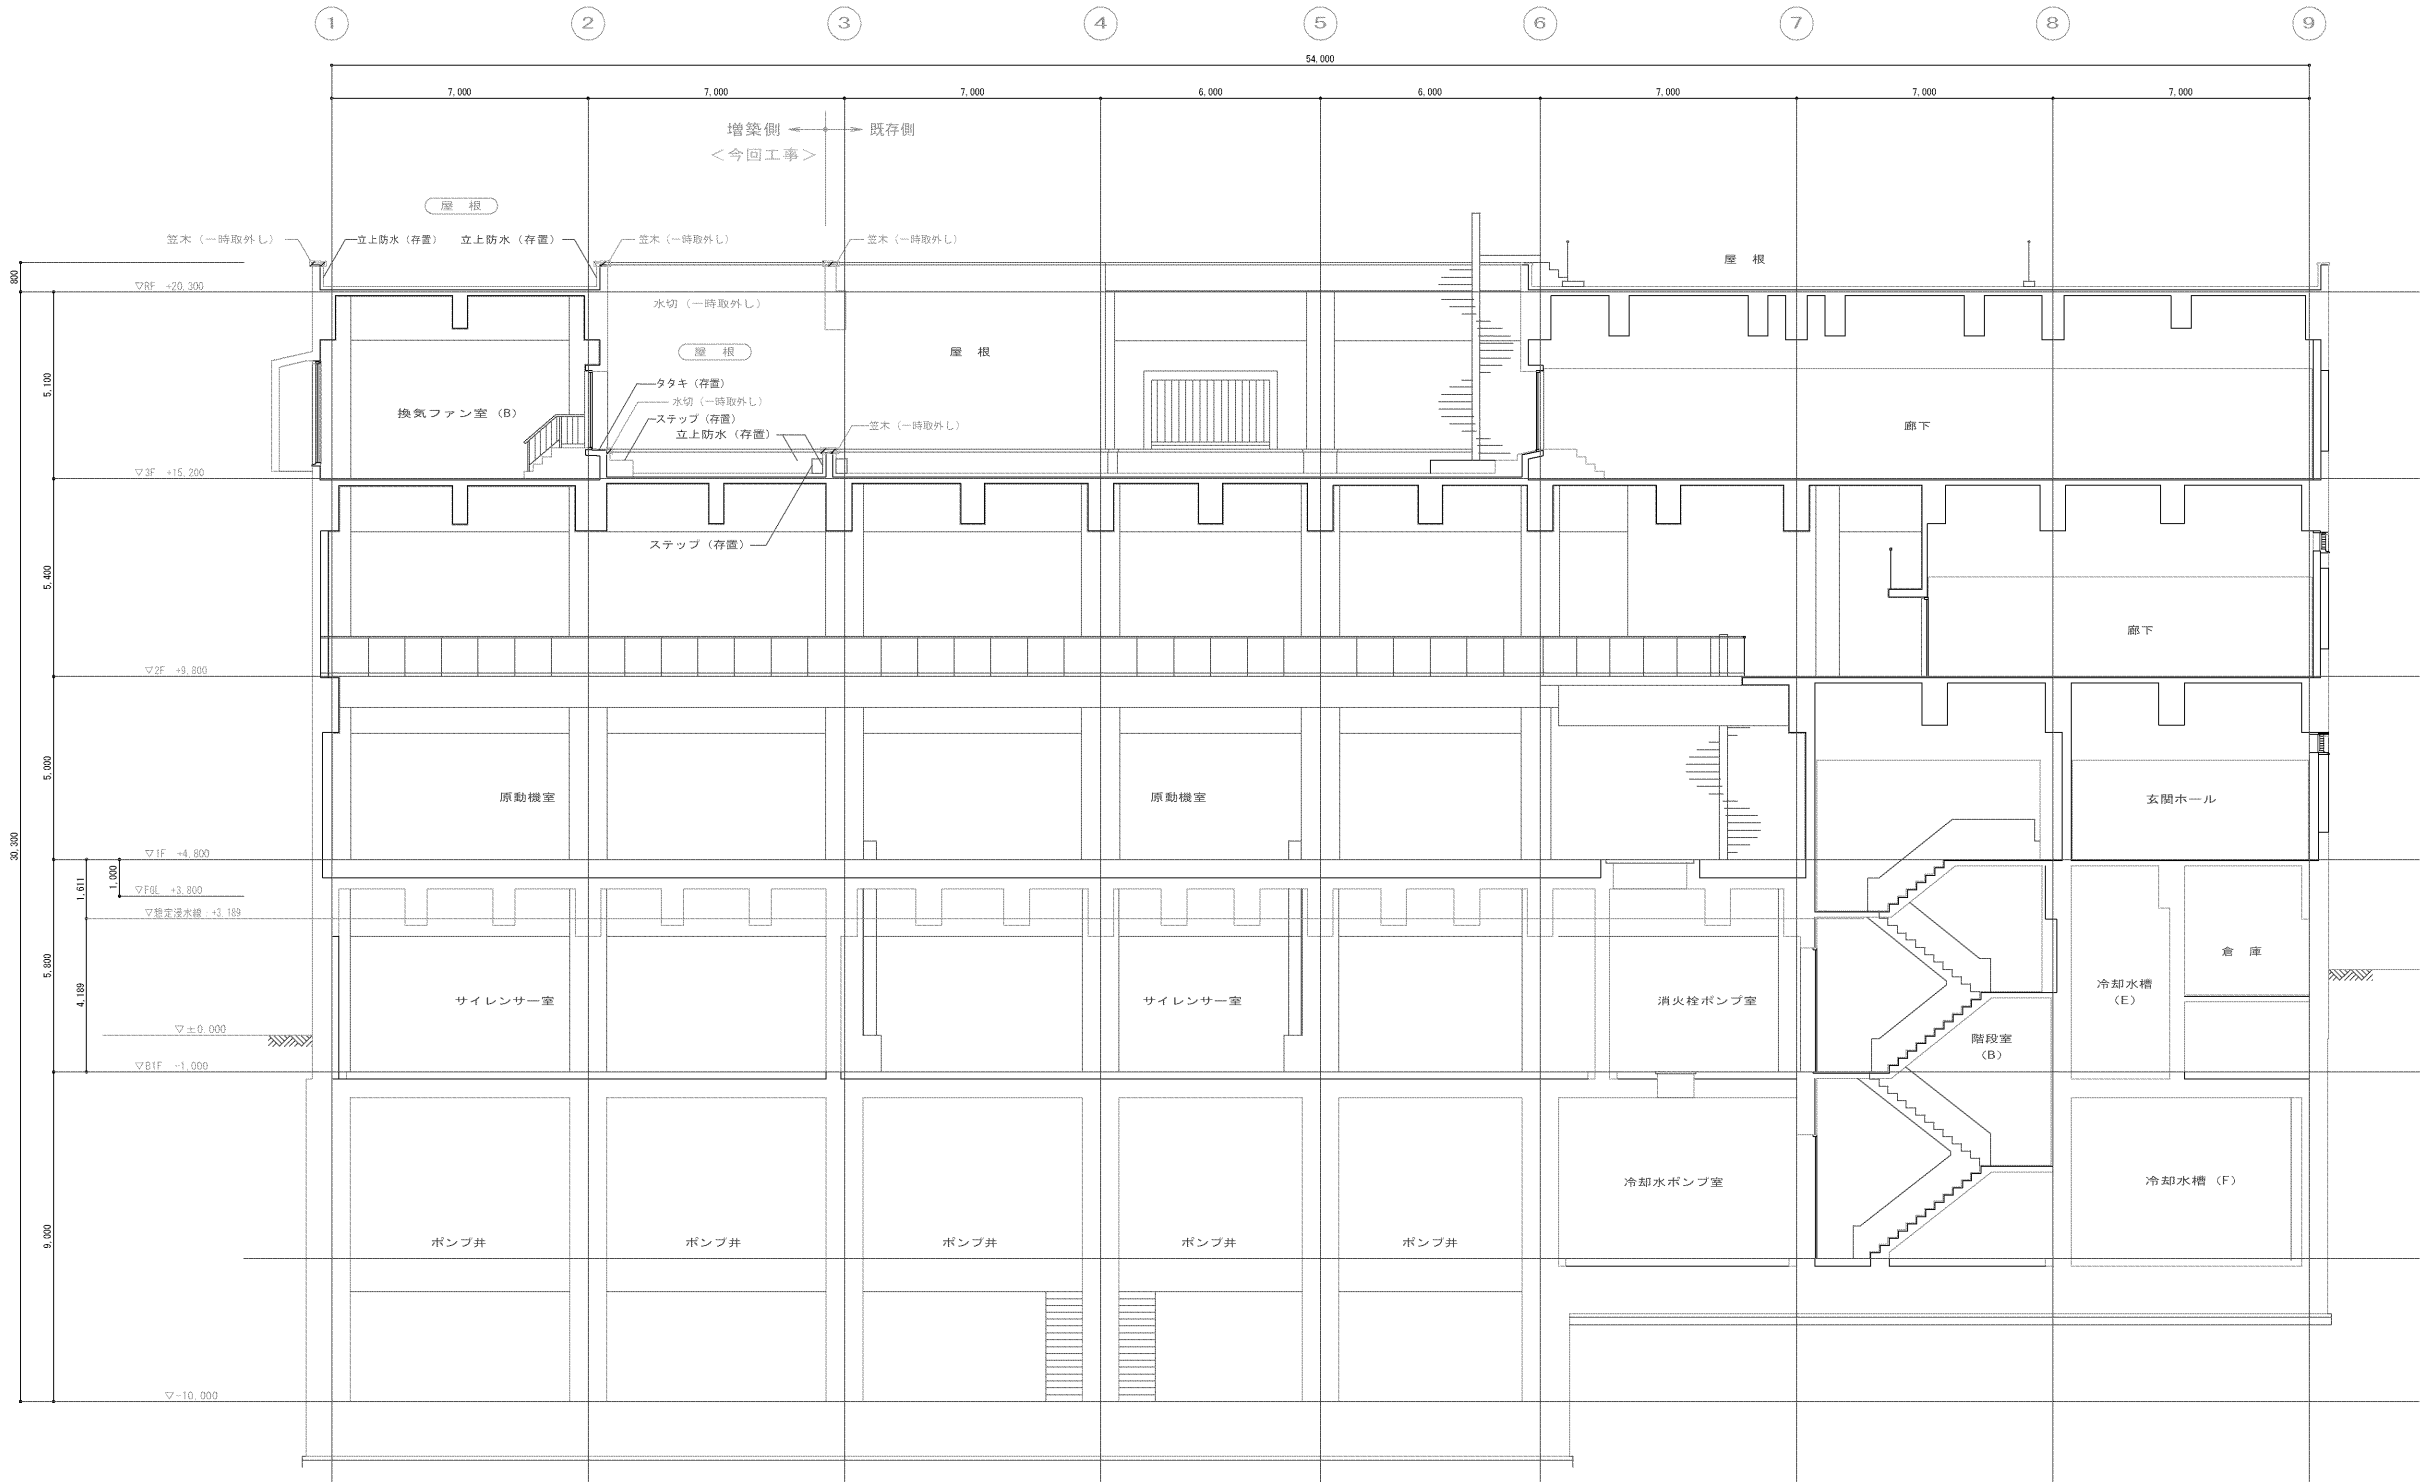 1 2 3 4 5 6 7 8 9
54,000
7,000 7,000 7,000 6,000 6,000 7,000 7,000 7,000
増築側 既存側
＜今回工事＞
屋 根
笠木（一時取外し） 立上防水（存置） 立上防水（存置） 笠木（一時取外し） 笠木（一時取外し）
屋 根
800
▽RF +20,300
水切（一時取外し）
屋 根
屋 根
5,100
タタキ（存置）
水切（一時取外し）
換気ファン室（B）
ステップ（存置）
立上防水（存置）
笠木（一時取外し）
廊下
▽3F +15,200
ステップ（存置）
5,400
廊下
▽2F +9,800
5,000
原動機室 原動機室 玄関ホール
30,300
▽1F +4,800
1,611
1,000
▽FGL +3,800
▽想定浸水線：+3,189
5,800
4,189
倉 庫
冷却水槽
（E）
サイレンサー室 サイレンサー室 消火栓ポンプ室
▽±0,000
階段室
（B）
▽B1F -1,000
冷却水ポンプ室 冷却水槽（F）
9,000
ポンプ井 ポンプ井 ポンプ井 ポンプ井 ポンプ井
▽-10,000